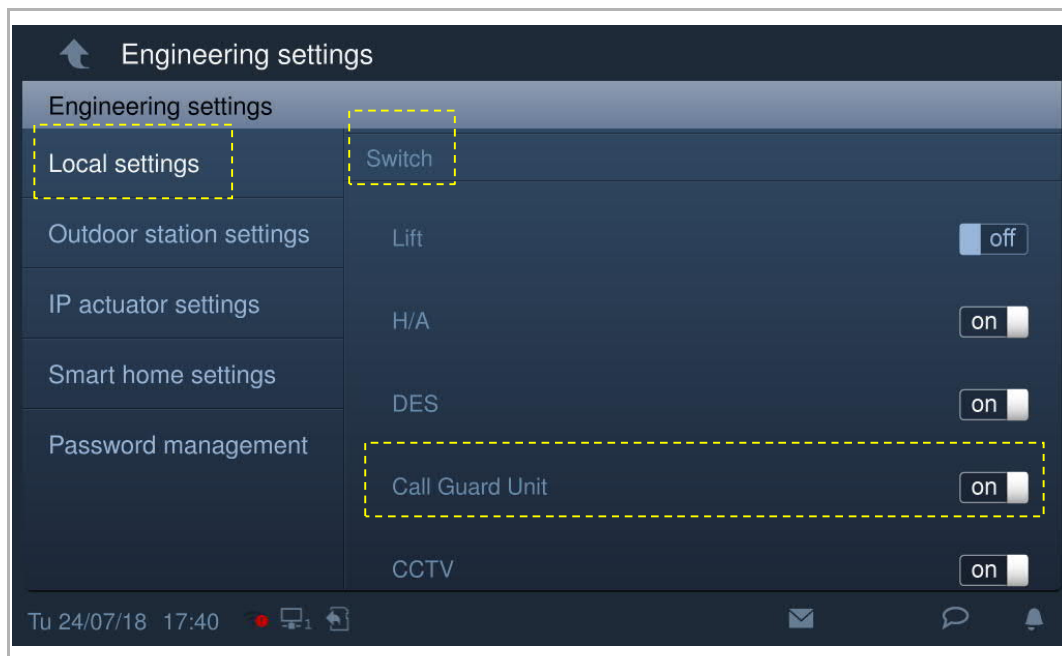 Engineering settings
Engineering settings
Local settings
Outdoor station settings
IP actuator settings
Smart home settings
Password management
Switch
Lift off
H/A on
DES on
Call Guard Unit on
CCTV on
Tu 24/07/18 17:40 1